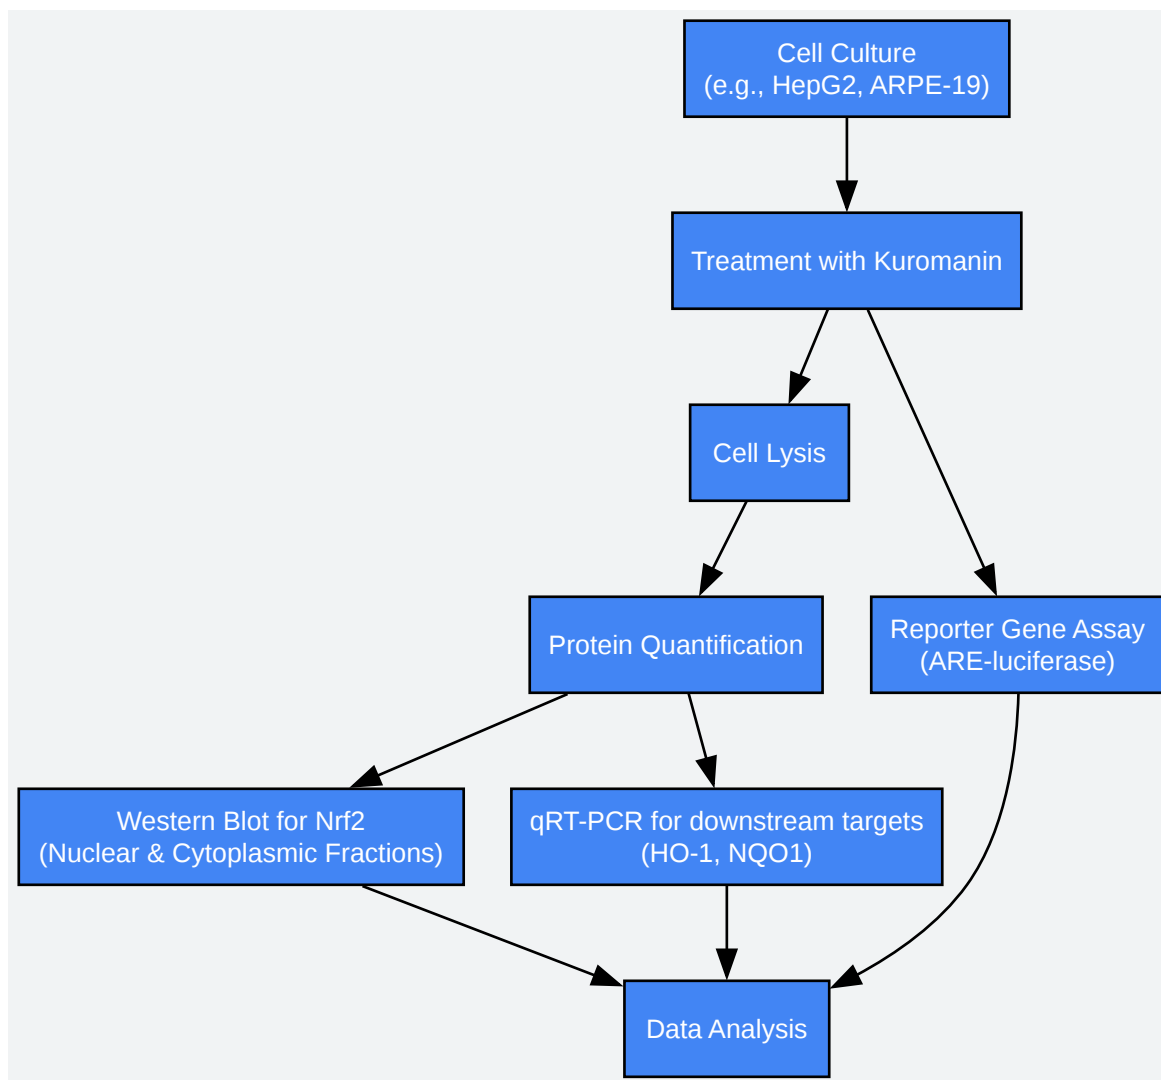 Cell Culture
(e.g., HepG2, ARPE-19)
Treatment with Kuromanin
Cell Lysis
Protein Quantification
Reporter Gene Assay
(ARE-luciferase)
Western Blot for Nrf2
(Nuclear & Cytoplasmic Fractions)
qRT-PCR for downstream targets
(HO-1, NQO1)
Data Analysis